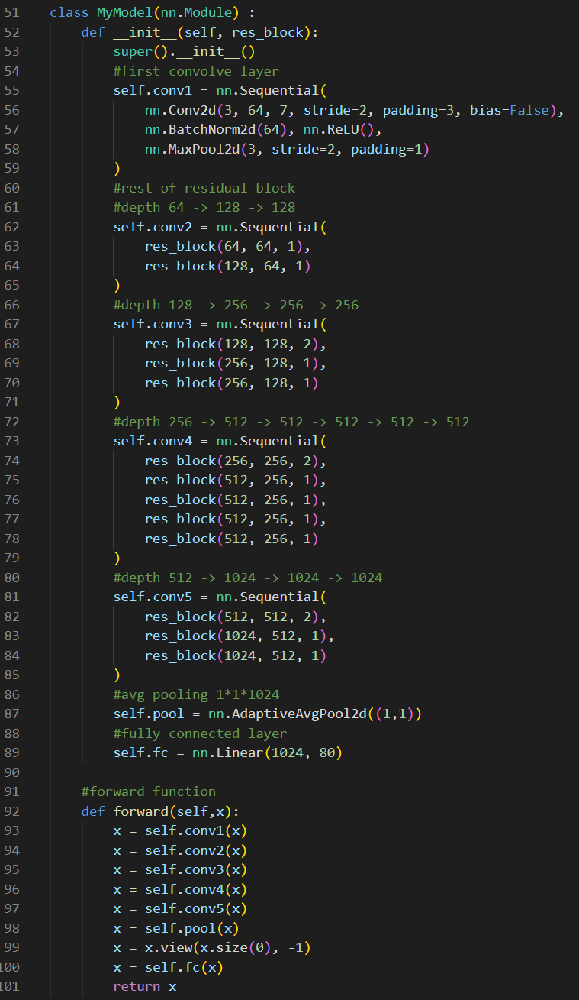 51 class MyModel(nn.Module) :
52 def __init__(self, res_block):
53 super().__init__()
54 #first convolve layer
55 self.conv1 = nn.Sequential(
56 nn.Conv2d(3, 64, 7, stride=2, padding=3, bias=False),
57 nn.BatchNorm2d(64), nn.ReLU(),
58 nn.MaxPool2d(3, stride=2, padding=1)
59 )
60 #rest of residual block
61 #depth 64 -> 128 -> 128
62 self.conv2 = nn.Sequential(
63 res_block(64, 64, 1),
64 res_block(128, 64, 1)
65 )
66 #depth 128 -> 256 -> 256 -> 256
67 self.conv3 = nn.Sequential(
68 res_block(128, 128, 2),
69 res_block(256, 128, 1),
70 res_block(256, 128, 1)
71 )
72 #depth 256 -> 512 -> 512 -> 512 -> 512 -> 512
73 self.conv4 = nn.Sequential(
74 res_block(256, 256, 2),
75 res_block(512, 256, 1),
76 res_block(512, 256, 1),
77 res_block(512, 256, 1),
78 res_block(512, 256, 1)
79 )
80 #depth 512 -> 1024 -> 1024 -> 1024
81 self.conv5 = nn.Sequential(
82 res_block(512, 512, 2),
83 res_block(1024, 512, 1),
84 res_block(1024, 512, 1)
85 )
86 #avg pooling 1*1*1024
87 self.pool = nn.AdaptiveAvgPool2d((1,1))
88 #fully connected layer
89 self.fc = nn.Linear(1024, 80)
90
91 #forward function
92 def forward(self,x):
93 x = self.conv1(x)
94 x = self.conv2(x)
95 x = self.conv3(x)
96 x = self.conv4(x)
97 x = self.conv5(x)
98 x = self.pool(x)
99 x = x.view(x.size(0), -1)
100 x = self.fc(x)
101 return x